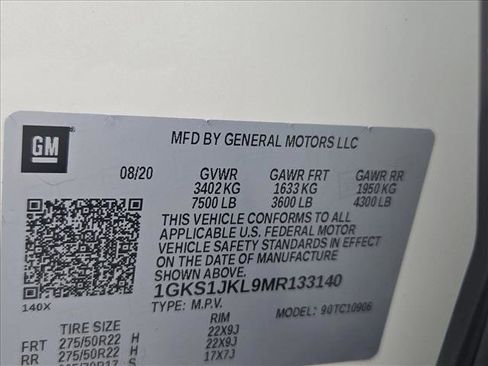 GM
MFD BY GENERAL MOTORS LLC
08/20 GVWR GAWR FRT GAWR RR
3402 KG 1633 KG 1950 KG
7500 LB 3600 LB 4300 LB
THIS VEHICLE CONFORMS TO ALL
APPLICABLE U.S. FEDERAL MOTOR
VEHICLE SAFETY STANDARDS IN EFFECT
ON THE DATE OF MANUFACTURE
SHOWN ABOVE.
1GKS1JKL9MR133140
140X TYPE: M.P.V. MODEL: 90TC10906
TIRE SIZE RIM
FRT 275/50R22 H 22X9J
RR 275/50R22 H 22X9J
17X7J